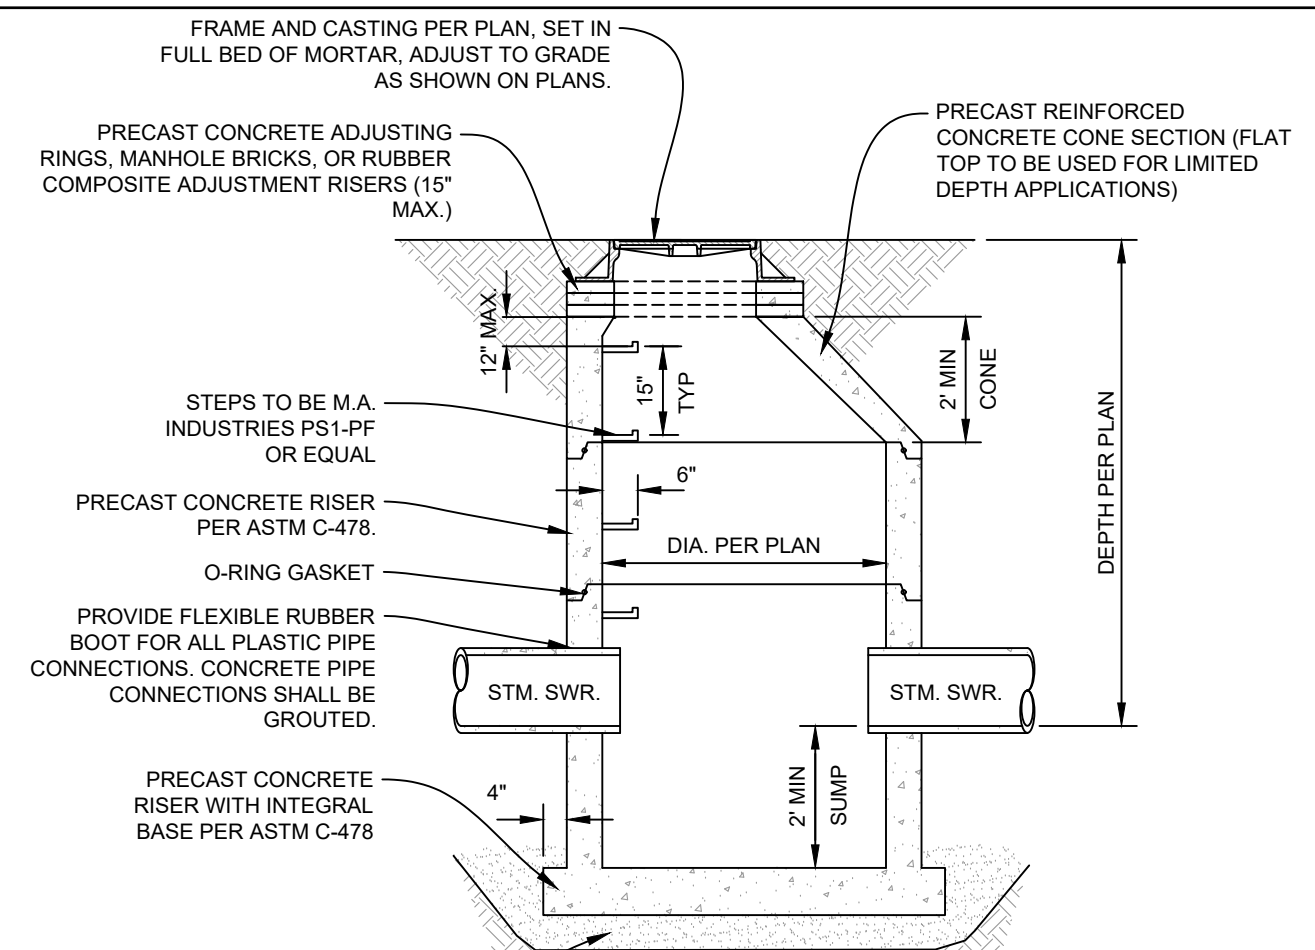 FRAME AND CASTING PER PLAN, SET IN
FULL BED OF MORTAR, ADJUST TO GRADE
AS SHOWN ON PLANS.
PRECAST CONCRETE ADJUSTING
RINGS, MANHOLE BRICKS, OR RUBBER
COMPOSITE ADJUSTMENT RISERS (15"
MAX.)
PRECAST REINFORCED
CONCRETE CONE SECTION (FLAT
TOP TO BE USED FOR LIMITED
DEPTH APPLICATIONS)
12" MAX.
15"
TYP
2' MIN
CONE
DEPTH PER PLAN
STEPS TO BE M.A.
INDUSTRIES PS1-PF
OR EQUAL
6"
PRECAST CONCRETE RISER
PER ASTM C-478.
DIA. PER PLAN
O-RING GASKET
PROVIDE FLEXIBLE RUBBER
BOOT FOR ALL PLASTIC PIPE
CONNECTIONS. CONCRETE PIPE
CONNECTIONS SHALL BE
GROUTED.
STM. SWR.
STM. SWR.
PRECAST CONCRETE
RISER WITH INTEGRAL
BASE PER ASTM C-478
4"
2' MIN
SUMP